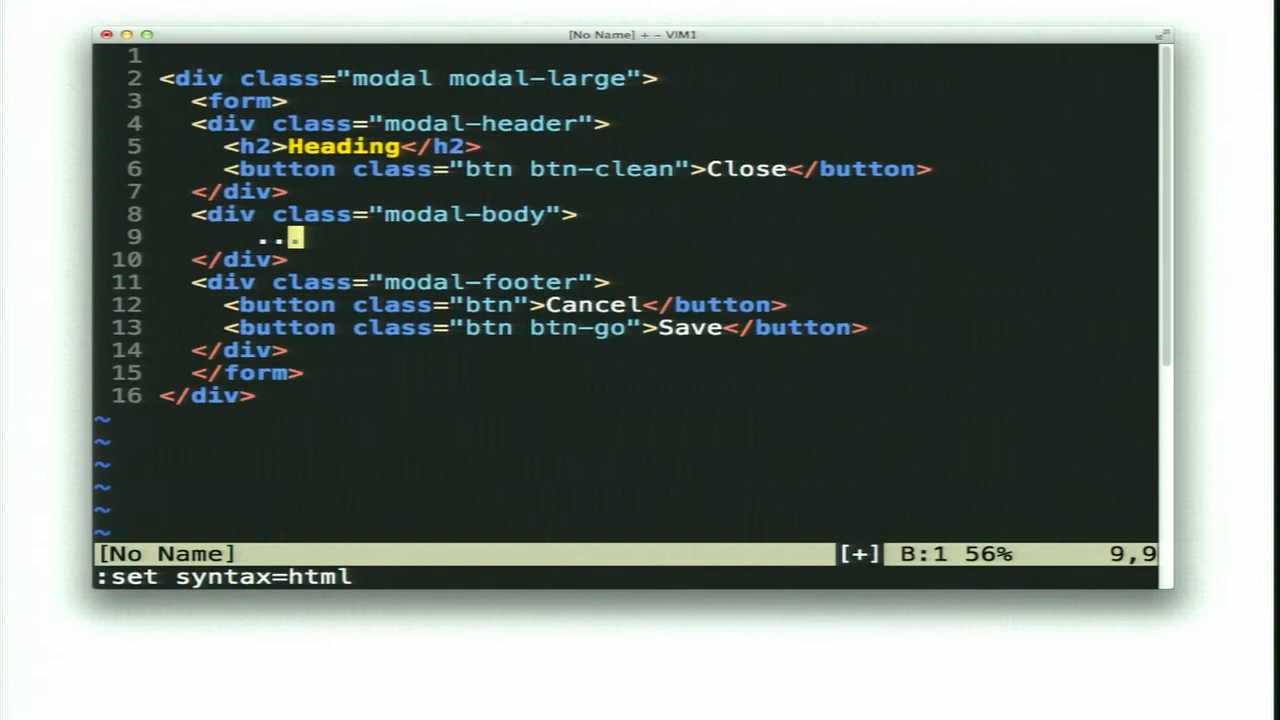 [No Name] + - VIM1
1
2 <div class="modal modal-large">
3   <form>
4   <div class="modal-header">
5     <h2>Heading</h2>
6     <button class="btn btn-clean">Close</button>
7   </div>
8   <div class="modal-body">
9       ...
10   </div>
11   <div class="modal-footer">
12     <button class="btn">Cancel</button>
13     <button class="btn btn-go">Save</button>
14   </div>
15   </form>
16 </div>
~
~
~
~
~
~
[No Name] [+] B:1 56% 9,9
:set syntax=html